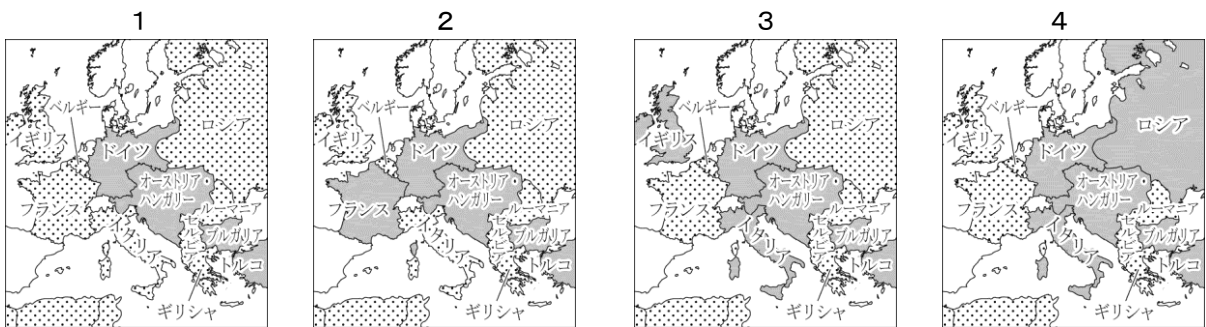 1
ベルギー
イギリス
ロシア
ドイツ
オーストリア・
ハンガリー
フランス
ルーマニア
イタリア
セルビア
ブルガリア
トルコ
ギリシャ
2
ベルギー
イギリス
ロシア
ドイツ
オーストリア・
ハンガリー
フランス
ルーマニア
イタリア
セルビア
ブルガリア
トルコ
ギリシャ
3
ベルギー
イギリス
ロシア
ドイツ
オーストリア・
ハンガリー
フランス
ルーマニア
イタリア
セルビア
ブルガリア
トルコ
ギリシャ
4
ベルギー
イギリス
ロシア
ドイツ
オーストリア・
ハンガリー
フランス
ルーマニア
イタリア
セルビア
ブルガリア
トルコ
ギリシャ